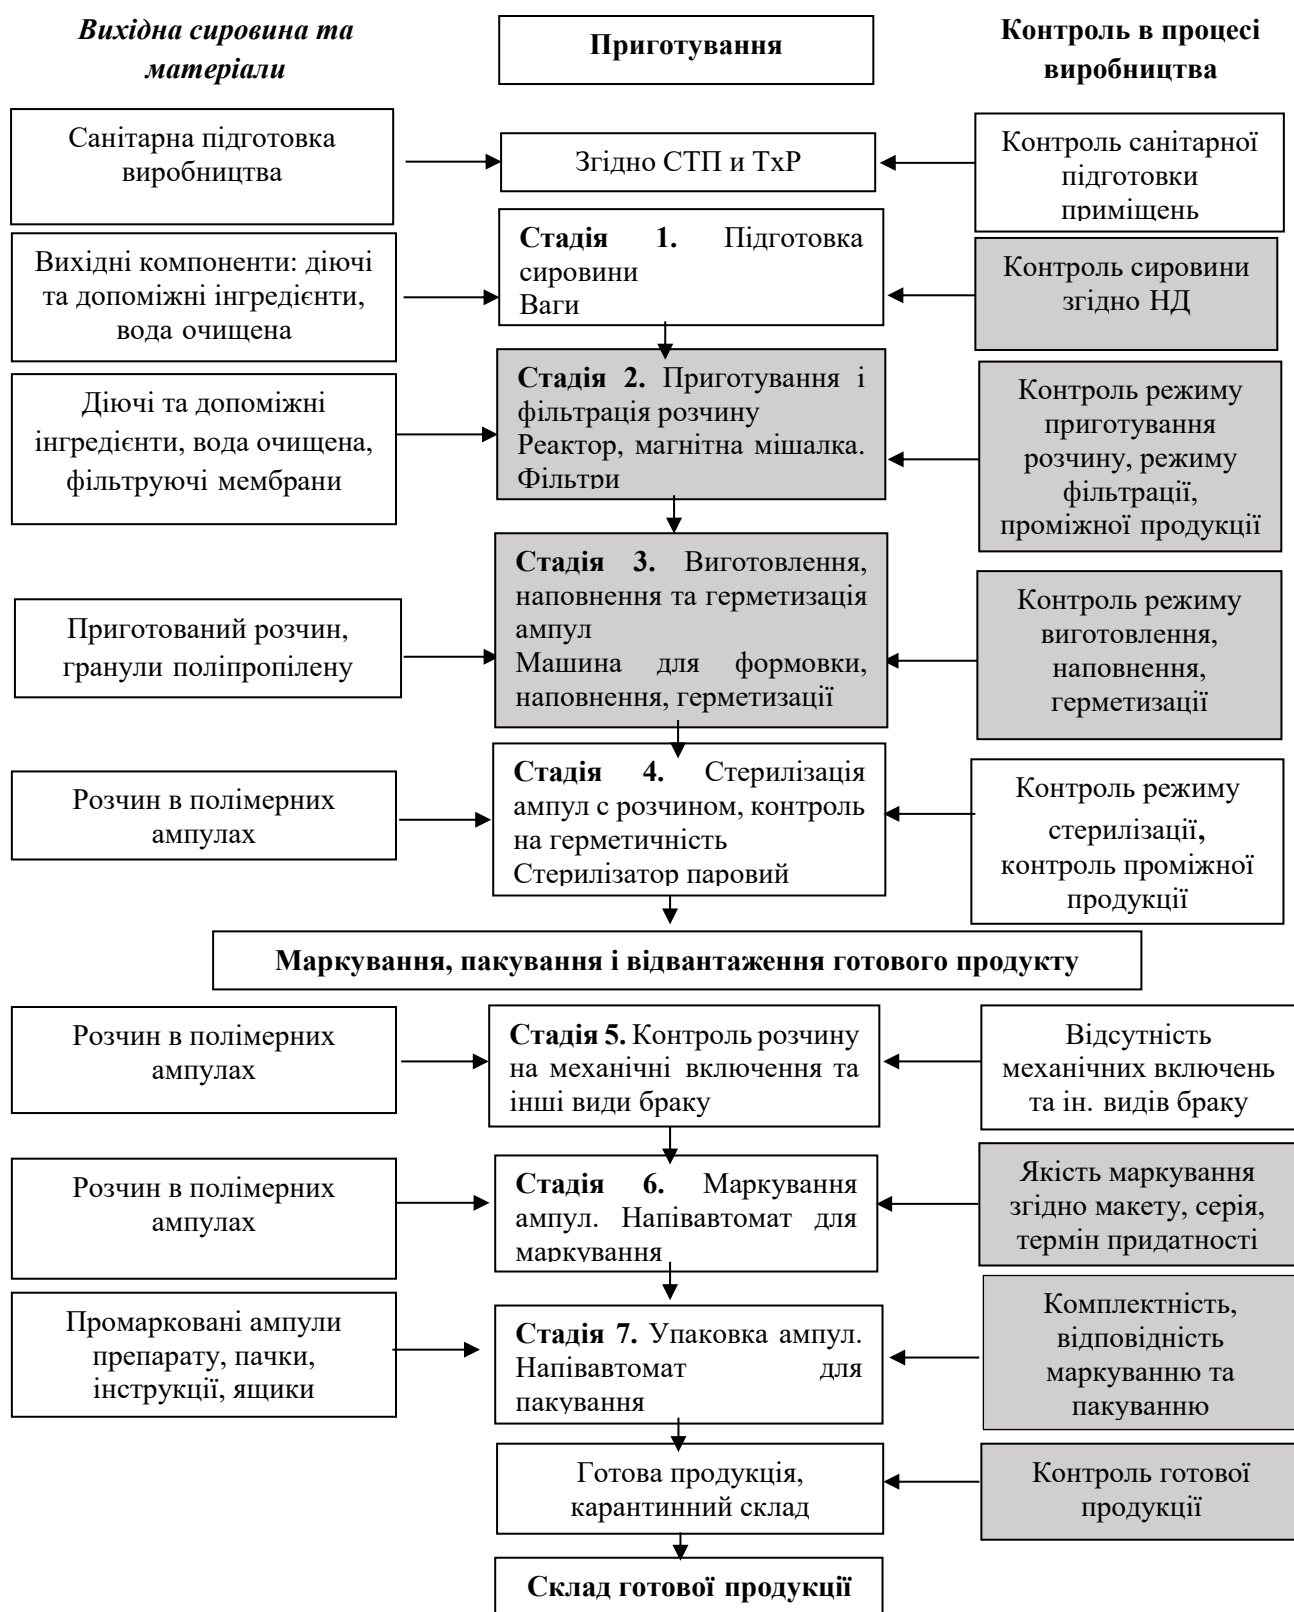 Вихідна сировина та
матеріали
Приготування
Контроль в процесі
виробництва
Санітарна підготовка
виробництва
Згідно СТП и ТхР
Контроль санітарної
підготовки
приміщень
Вихідні компоненти: діючі
та допоміжні інгредієнти,
вода очищена
Стадія 1. Підготовка
сировини
Ваги
Контроль сировини
згідно НД
Діючі та допоміжні
інгредієнти, вода очищена,
фільтруючі мембрани
Стадія 2. Приготування і
фільтрація розчину
Реактор, магнітна мішалка.
Фільтри
Контроль режиму
приготування
розчину, режиму
фільтрації,
проміжної продукції
Приготований розчин,
гранули поліпропілену
Стадія 3. Виготовлення,
наповнення та герметизація
ампул
Машина для формовки,
наповнення, герметизації
Контроль режиму
виготовлення,
наповнення,
герметизації
Розчин в полімерних
ампулах
Стадія 4. Стерилізація
ампул с розчином, контроль
на герметичність
Стерилізатор паровий
Контроль режиму
стерилізації,
контроль проміжної
продукції
Маркування, пакування і відвантаження готового продукту
Розчин в полімерних
ампулах
Стадія 5. Контроль розчину
на механічні включення та
інші види браку
Відсутність
механічних включень
та ін. видів браку
Розчин в полімерних
ампулах
Стадія 6. Маркування
ампул. Напівавтомат для
маркування
Якість маркування
згідно макету, серія,
термін придатності
Промарковані ампули
препарату, пачки,
інструкції, ящики
Стадія 7. Упаковка ампул.
Напівавтомат для
пакування
Комплектність,
відповідність
маркуванню та
пакуванню
Готова продукція,
карантинний склад
Контроль готової
продукції
Склад готової продукції